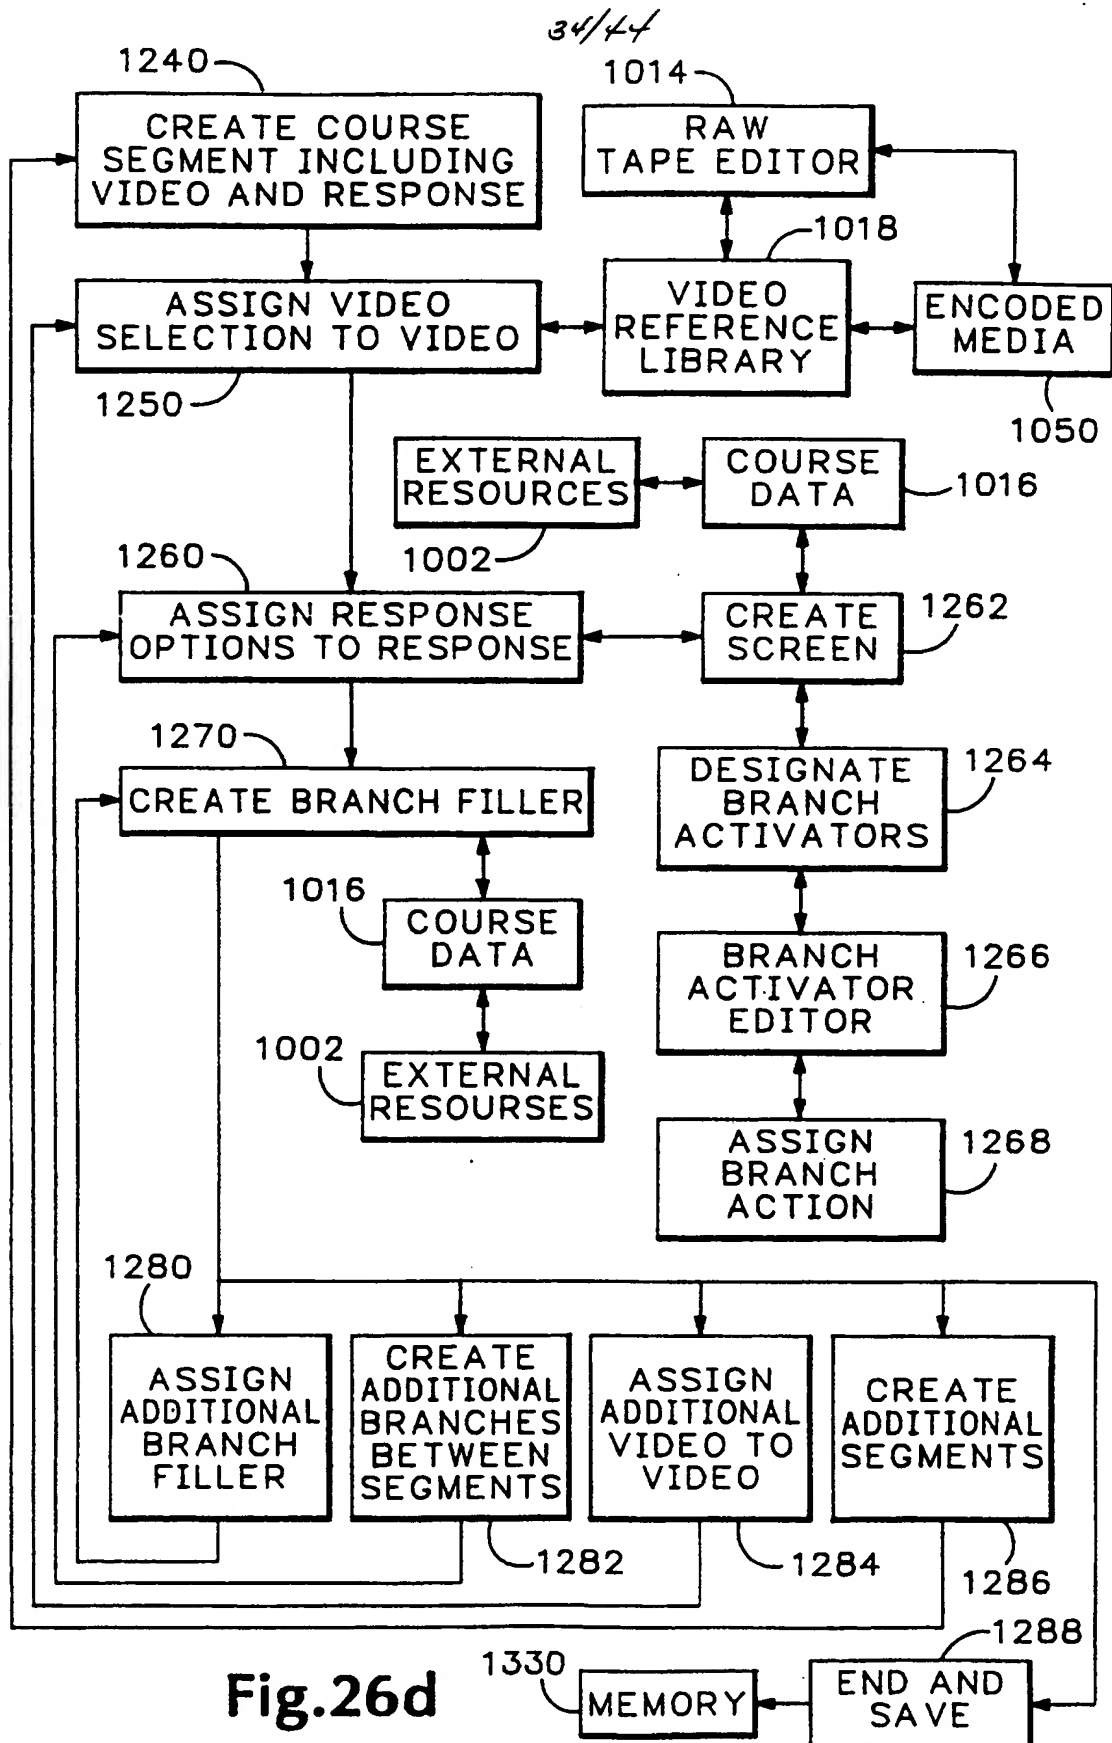 34/44
1240
CREATE COURSE
SEGMENT INCLUDING
VIDEO AND RESPONSE
1014
RAW
TAPE EDITOR
1018
ASSIGN VIDEO
SELECTION TO VIDEO
1250
VIDEO
REFERENCE
LIBRARY
ENCODED
MEDIA
1050
EXTERNAL
RESOURCES
1002
COURSE
DATA
1016
1260
ASSIGN RESPONSE
OPTIONS TO RESPONSE
CREATE
SCREEN
1262
1270
CREATE BRANCH FILLER
DESIGNATE
BRANCH
ACTIVATORS
1264
1016
COURSE
DATA
BRANCH
ACTIVATOR
EDITOR
1266
1002
EXTERNAL
RESOURSES
ASSIGN
BRANCH
ACTION
1268
1280
ASSIGN
ADDITIONAL
BRANCH
FILLER
CREATE
ADDITIONAL
BRANCHES
BETWEEN
SEGMENTS
1282
ASSIGN
ADDITIONAL
VIDEO TO
VIDEO
1284
CREATE
ADDITIONAL
SEGMENTS
1286
1288
END AND
SAVE
1330
MEMORY
Fig.26d